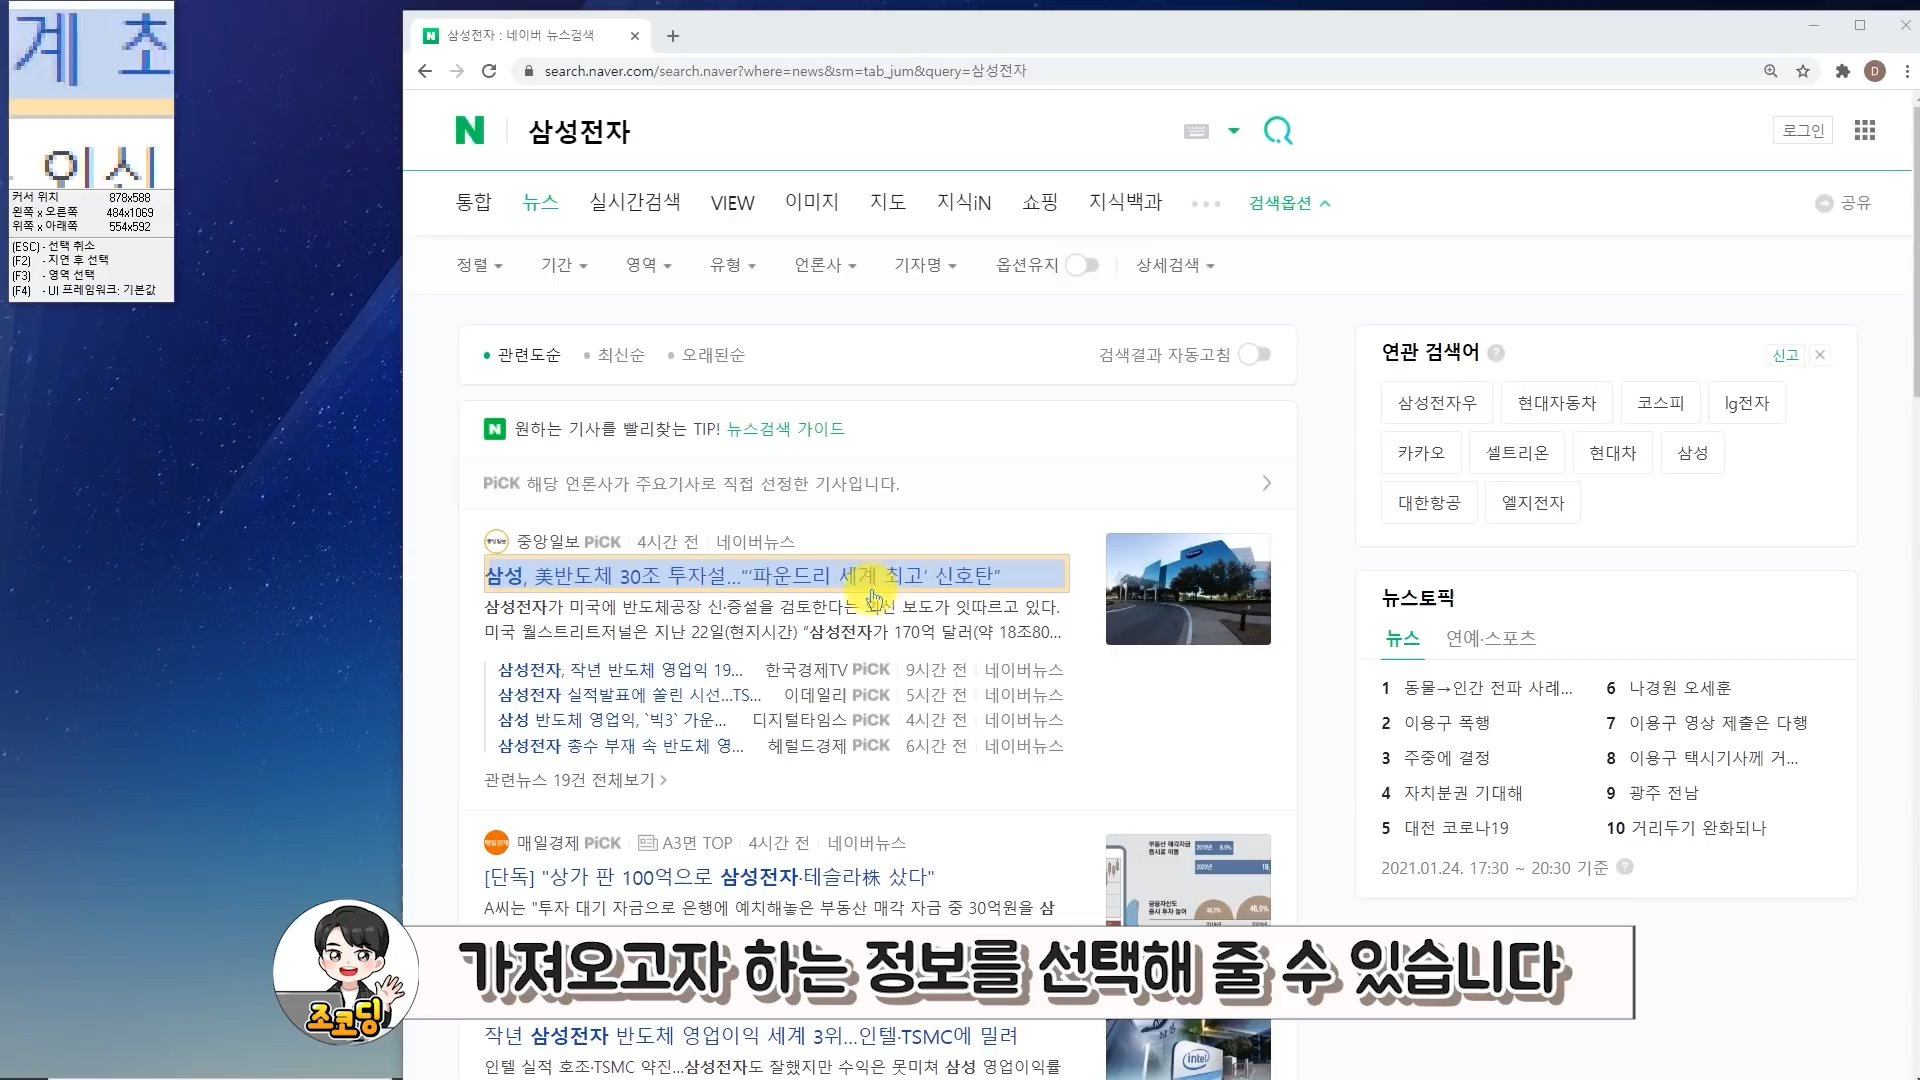 계 초
외신
커서 위치 878x588
왼쪽 x 오른쪽 484x1069
위쪽 x 아래쪽 554x592
(ESC) - 선택 취소
(F2) - 지연 후 선택
(F3) - 영역 선택
(F4) - UI 프레임워크: 기본값
N 삼성전자 : 네이버 뉴스검색
search.naver.com/search.naver?where=news&sm=tab_jum&query=삼성전자
D
N 삼성전자
로그인
통합 뉴스 실시간검색 VIEW 이미지 지도 지식iN 쇼핑 지식백과 검색옵션
공유
정렬 기간 영역 유형 언론사 기자명 옵션유지 상세검색
관련도순 최신순 오래된순 검색결과 자동고침
N 원하는 기사를 빨리찾는 TIP! 뉴스검색 가이드
PiCK 해당 언론사가 주요기사로 직접 선정한 기사입니다.
중앙일보 PiCK 4시간 전 네이버뉴스
삼성, 美반도체 30조 투자설…“‘파운드리 세계 최고’ 신호탄”
삼성전자가 미국에 반도체공장 신·증설을 검토한다는 외신 보도가 잇따르고 있다.
미국 월스트리트저널은 지난 22일(현지시간) “삼성전자가 170억 달러(약 18조80...
삼성전자, 작년 반도체 영업익 19... 한국경제TV PiCK 9시간 전 네이버뉴스
삼성전자 실적발표에 쏠린 시선…TS... 이데일리 PiCK 5시간 전 네이버뉴스
삼성 반도체 영업익, `빅3` 가운... 디지털타임스 PiCK 4시간 전 네이버뉴스
삼성전자 총수 부재 속 반도체 영... 헤럴드경제 PiCK 6시간 전 네이버뉴스
관련뉴스 19건 전체보기
매일경제 PiCK A3면 TOP 4시간 전 네이버뉴스
[단독] "상가 판 100억으로 삼성전자·테슬라株 샀다"
A씨는 "투자 대기 자금으로 은행에 예치해놓은 부동산 매각 자금 중 30억원을 삼
작년 삼성전자 반도체 영업이익 세계 3위…인텔·TSMC에 밀려
인텔 실적 호조·TSMC 약진…삼성전자도 잘했지만 수익은 못미쳐 삼성 영업이익률
intel
연관 검색어
신고
삼성전자우 현대자동차 코스피 lg전자
카카오 셀트리온 현대차 삼성
대한항공 엘지전자
뉴스토픽
뉴스 연예·스포츠
1 동물→인간 전파 사례...
2 이용구 폭행
3 주중에 결정
4 자치분권 기대해
5 대전 코로나19
6 나경원 오세훈
7 이용구 영상 제출은 다행
8 이용구 택시기사께 거...
9 광주 전남
10 거리두기 완화되나
2021.01.24. 17:30 ~ 20:30 기준
조코딩
가져오고자 하는 정보를 선택해 줄 수 있습니다